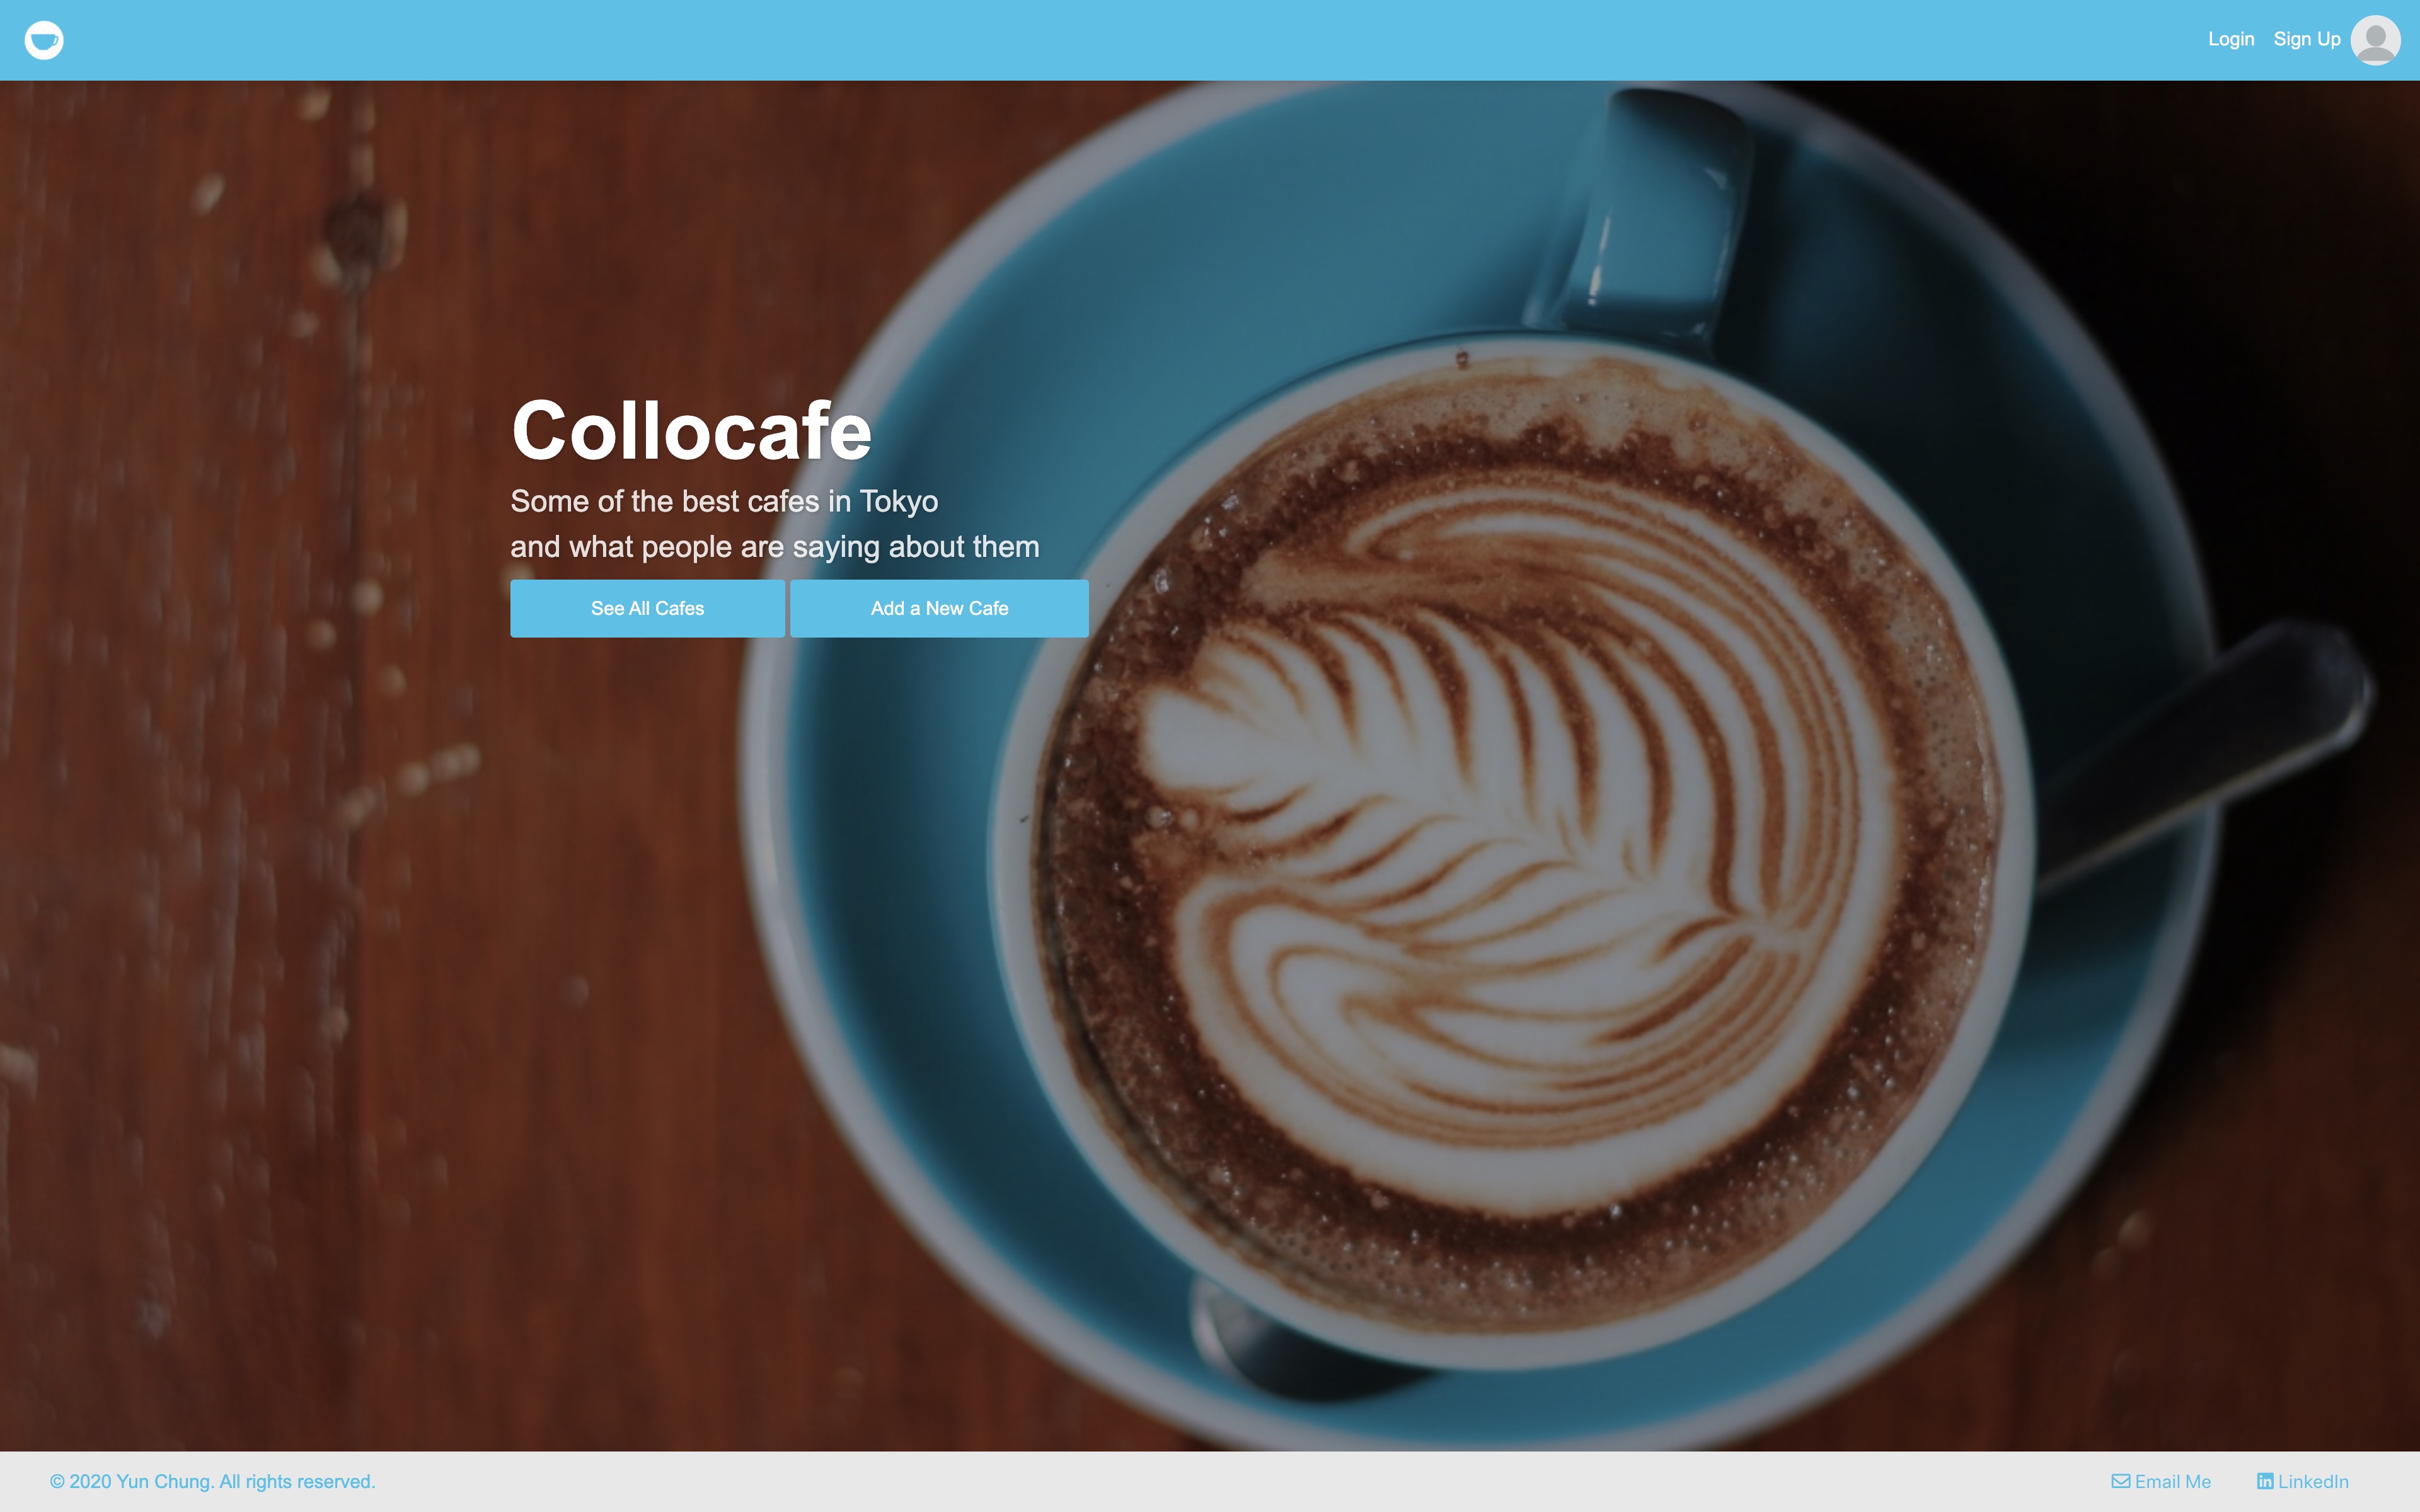 Login Sign Up
Collocafe
Some of the best cafes in Tokyo
and what people are saying about them
See All Cafes Add a New Cafe
© 2020 Yun Chung. All rights reserved. Email Me LinkedIn